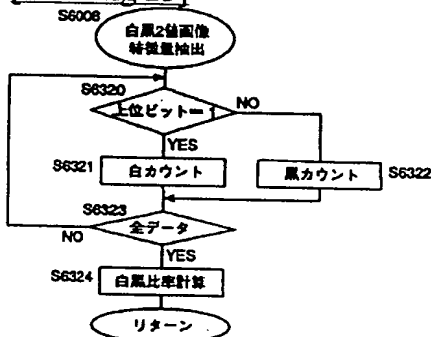 S6008
白黒2値画像
特徴量抽出
S6320
上位ビット=1
NO
YES
S6321
白カウント
黒カウント
S6322
S6323
全データ
NO
YES
S6324
白黒比率計算
リターン